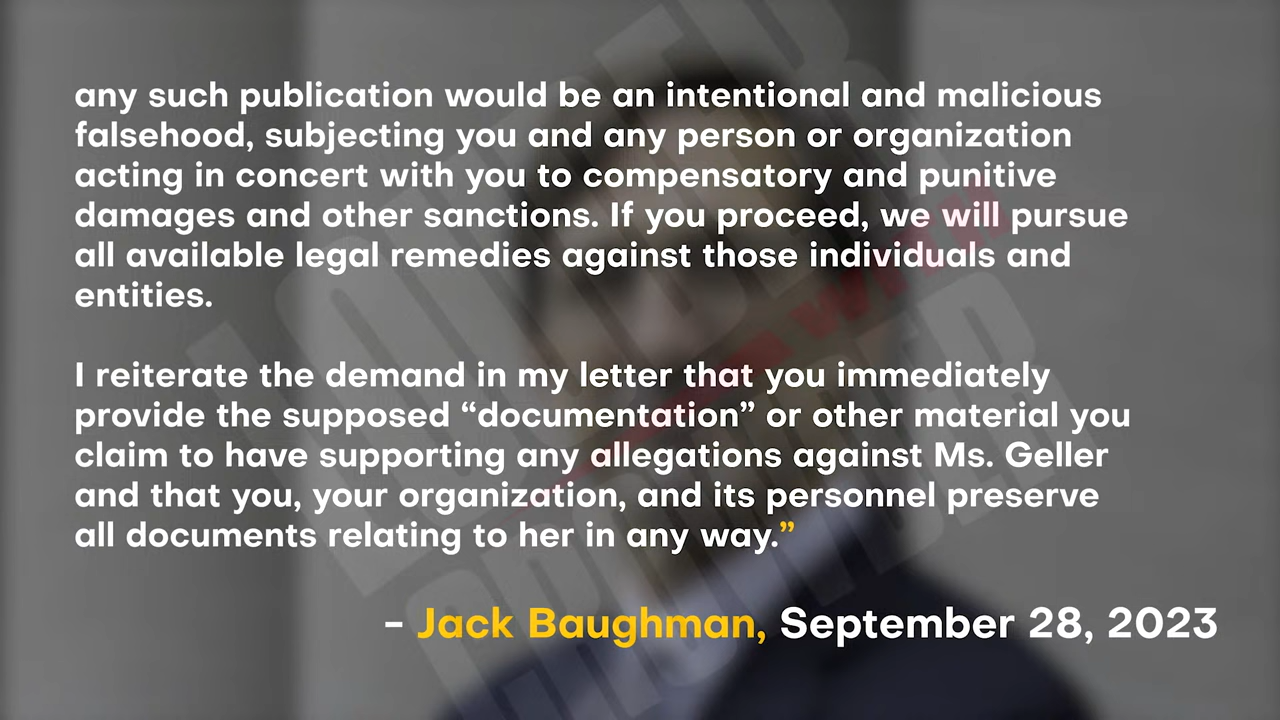 any such publication would be an intentional and malicious
falsehood, subjecting you and any person or organization
acting in concert with you to compensatory and punitive
damages and other sanctions. If you proceed, we will pursue
all available legal remedies against those individuals and
entities.
I reiterate the demand in my letter that you immediately
provide the supposed “documentation” or other material you
claim to have supporting any allegations against Ms. Geller
and that you, your organization, and its personnel preserve
all documents relating to her in any way.”
– Jack Baughman, September 28, 2023
LOUDER
WITH
CROWDER